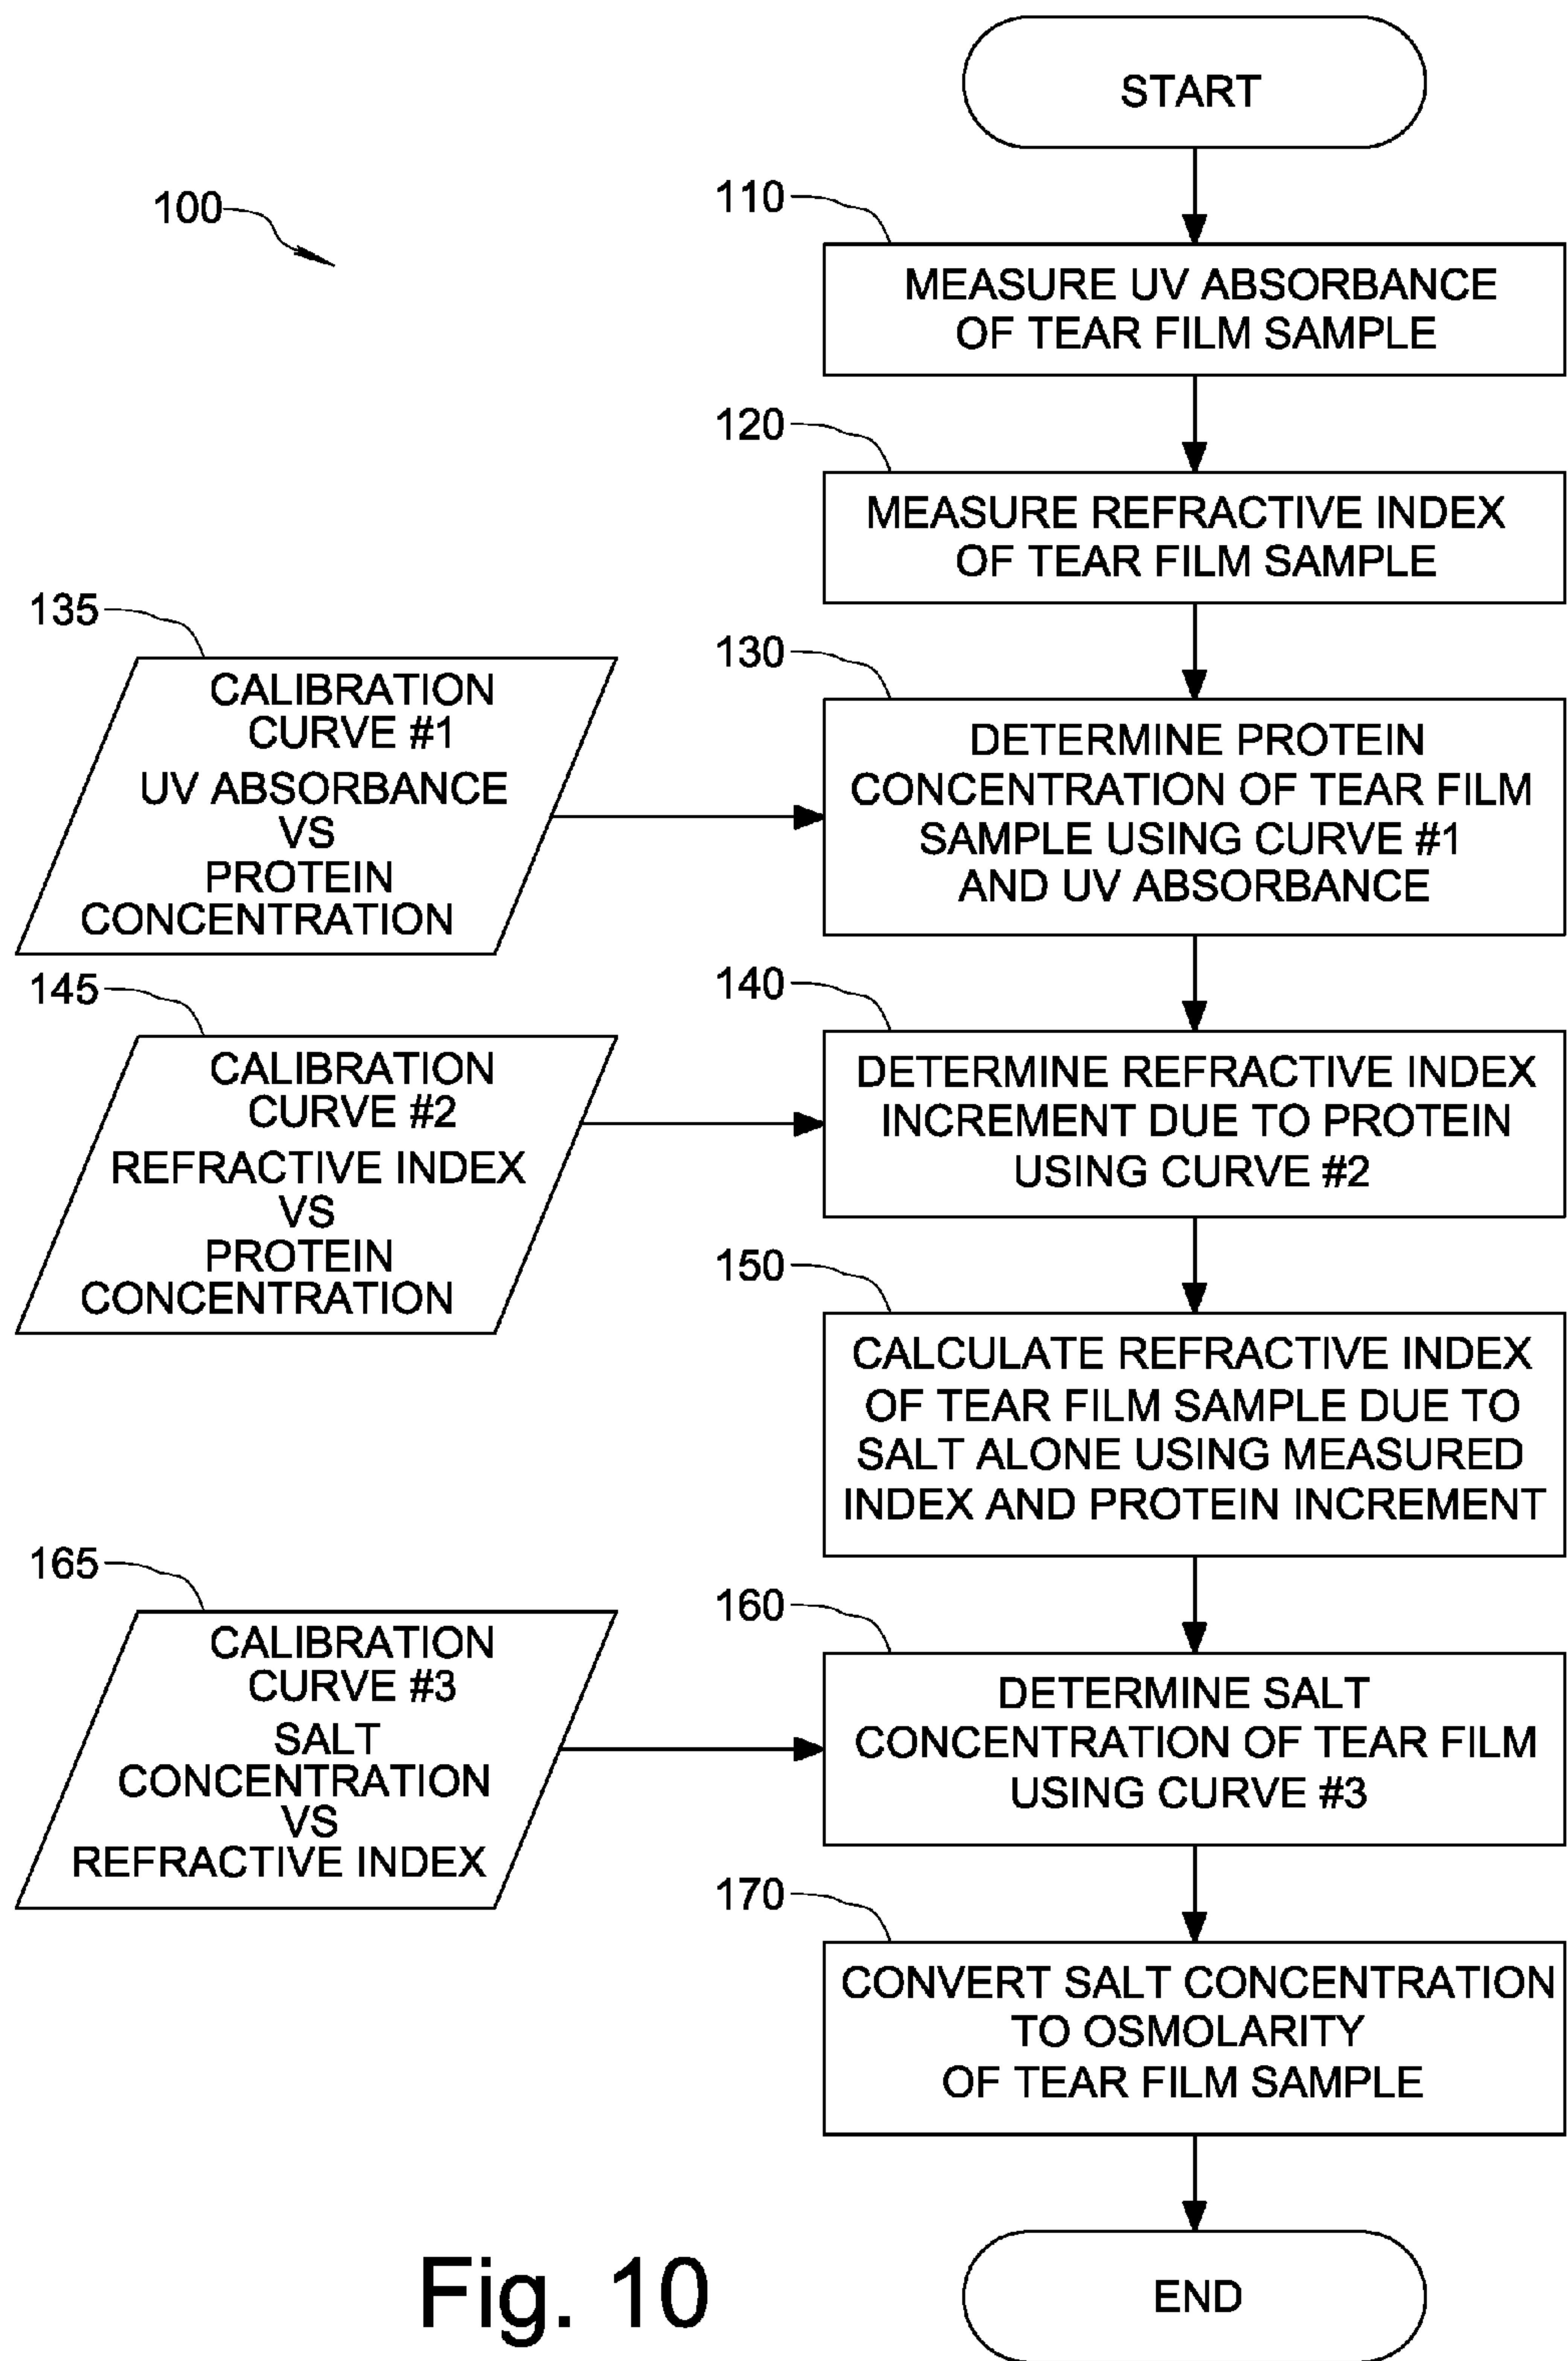 START
100
110
MEASURE UV ABSORBANCE
OF TEAR FILM SAMPLE
120
MEASURE REFRACTIVE INDEX
OF TEAR FILM SAMPLE
135
CALIBRATION
CURVE #1
UV ABSORBANCE
VS
PROTEIN
CONCENTRATION
130
DETERMINE PROTEIN
CONCENTRATION OF TEAR FILM
SAMPLE USING CURVE #1
AND UV ABSORBANCE
145
CALIBRATION
CURVE #2
REFRACTIVE INDEX
VS
PROTEIN
CONCENTRATION
140
DETERMINE REFRACTIVE INDEX
INCREMENT DUE TO PROTEIN
USING CURVE #2
150
CALCULATE REFRACTIVE INDEX
OF TEAR FILM SAMPLE DUE TO
SALT ALONE USING MEASURED
INDEX AND PROTEIN INCREMENT
165
CALIBRATION
CURVE #3
SALT
CONCENTRATION
VS
REFRACTIVE INDEX
160
DETERMINE SALT
CONCENTRATION OF TEAR FILM
USING CURVE #3
170
CONVERT SALT CONCENTRATION
TO OSMOLARITY
OF TEAR FILM SAMPLE
END
Fig. 10